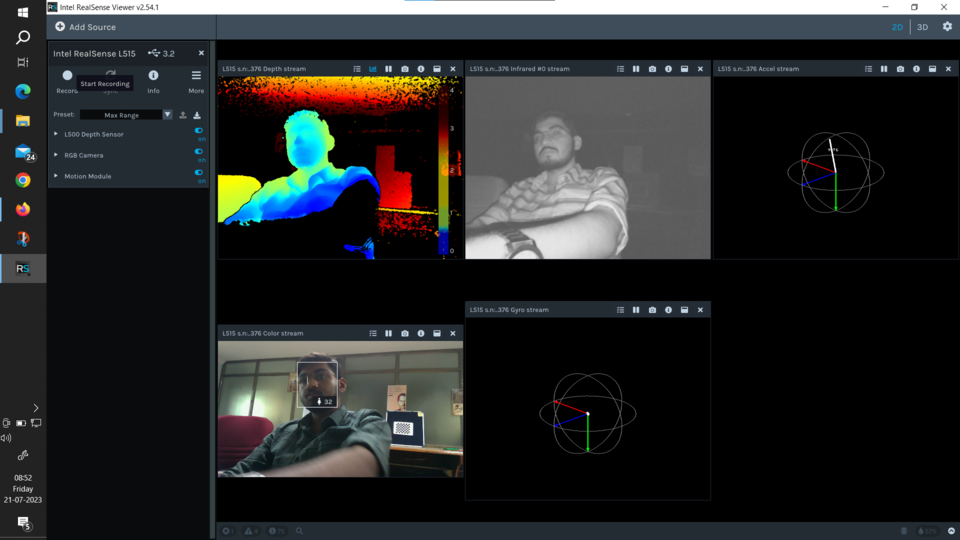 Intel RealSense Viewer v2.54.1
Add Source
2D
3D
Intel RealSense L515
3.2
Record
Start Recording
Info
More
Preset:
Max Range
L500 Depth Sensor
on
RGB Camera
on
Motion Module
on
L515 s.n:..376 Depth stream
4
3
0
L515 s.n:..376 Infrared #0 stream
L515 s.n:..376 Accel stream
L515 s.n:..376 Color stream
32
L515 s.n:..376 Gyro stream
RS
24
RS
08:52
Friday
21-07-2023
5